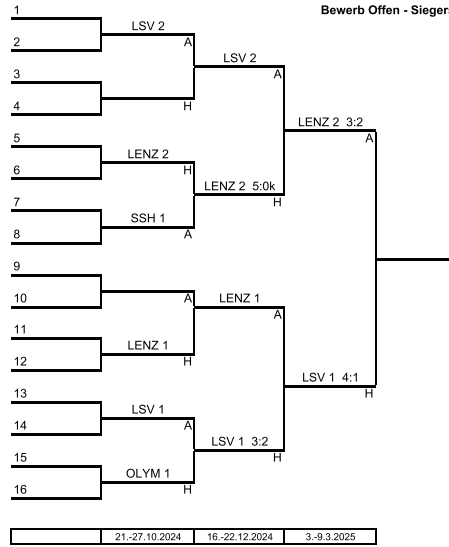 Bewerb Offen - Siegers
1
LSV 2
2
A
LSV 2
3
A
4
H
LENZ 2 3:2
5
A
LENZ 2
6
H
LENZ 2 5:0k
7
H
SSH 1
8
A
9
10
A
LENZ 1
11
A
LENZ 1
12
H
LSV 1 4:1
13
H
LSV 1
14
A
LSV 1 3:2
15
H
OLYM 1
16
H
21.-27.10.2024 16.-22.12.2024 3.-9.3.2025